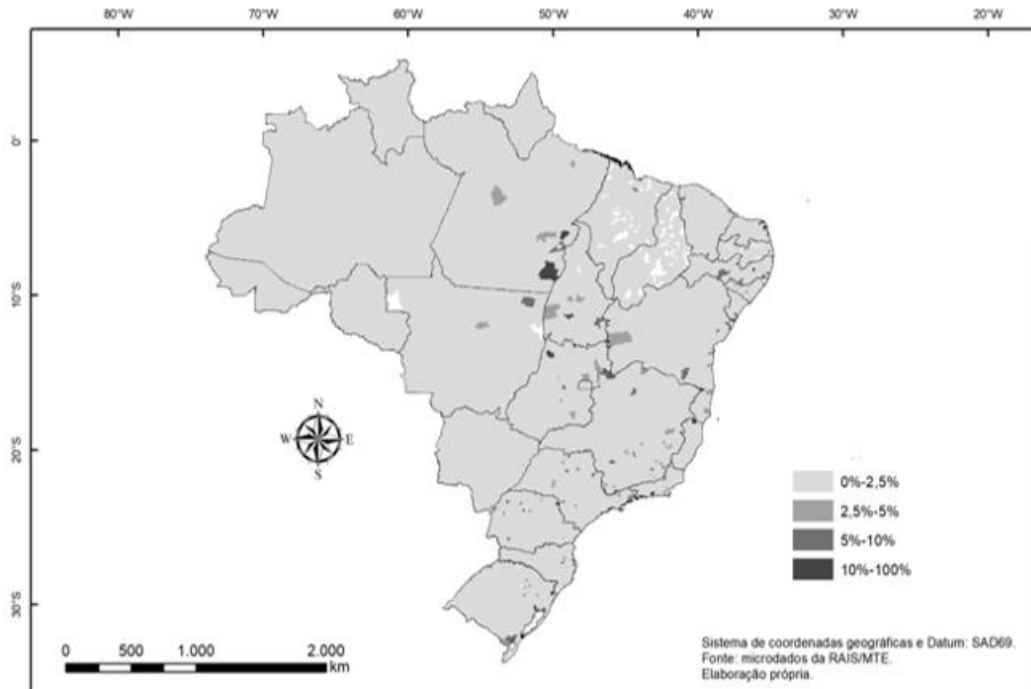 80°W 70°W 60°W 50°W 40°W 30°W 20°W
0°
10°S
20°S
30°S
N
W E
S
0%-2,5%
2,5%-5%
5%-10%
10%-100%
0 500 1.000 2.000
km
Sistema de coordenadas geográficas e Datum: SAD69.
Fonte: microdados da RAIS/MTE.
Elaboração própria.